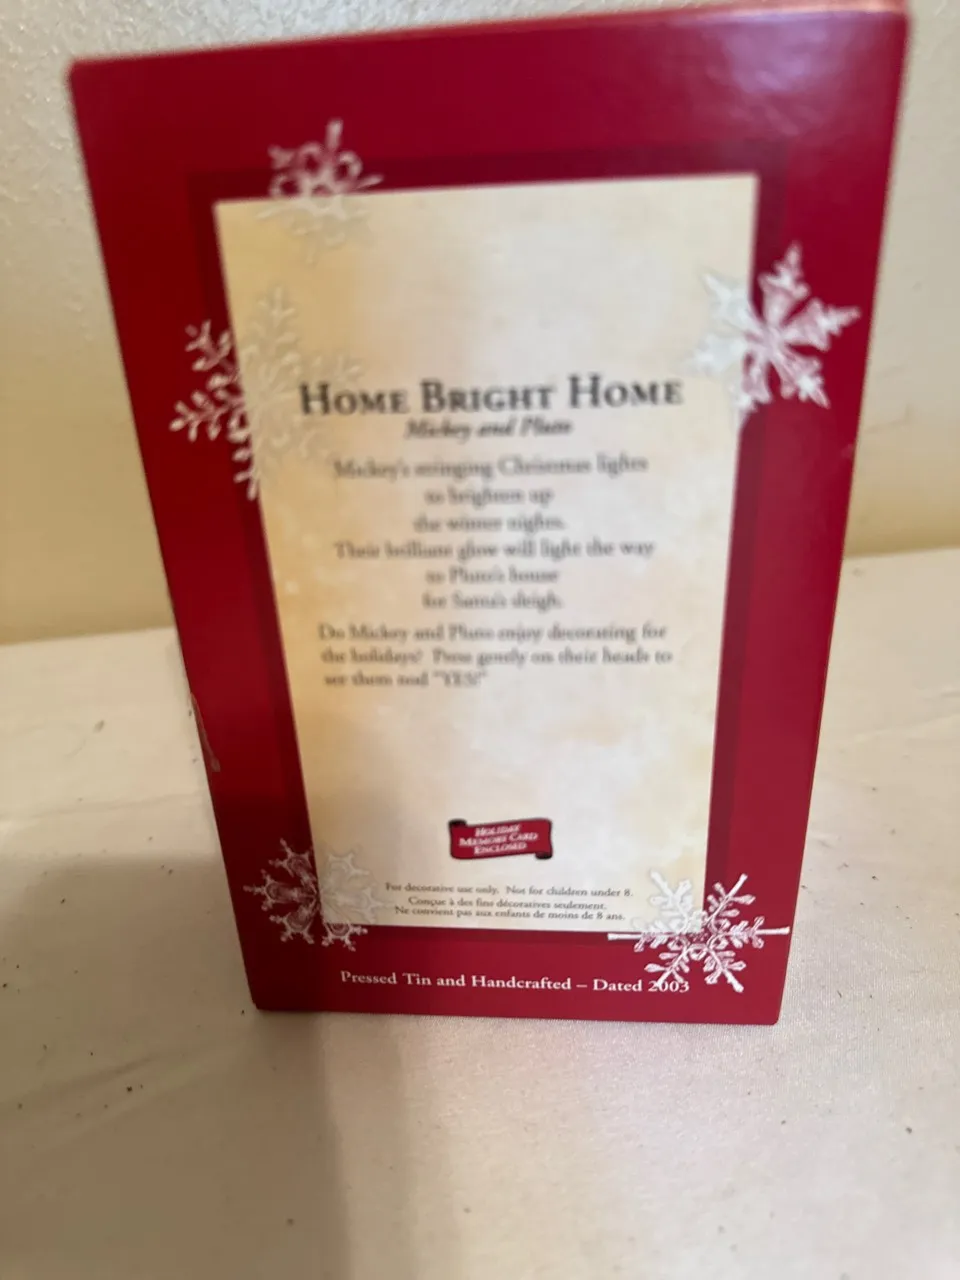 HOME BRIGHT HOME
Mickey and Pluto
Mickey's stringing Christmas lights
to brighten up
the winter nights.
Their brilliant glow will light the way
to Pluto's house
for Santa's sleigh.
Do Mickey and Pluto enjoy decorating for
the holidays? Press gently on their heads to
see them nod "YES!"
HOLIDAY
MEMORY CARD
ENCLOSED
For decorative use only. Not for children under 8.
Conçue à des fins décoratives seulement.
Ne convient pas aux enfants de moins de 8 ans.
Pressed Tin and Handcrafted – Dated 2003